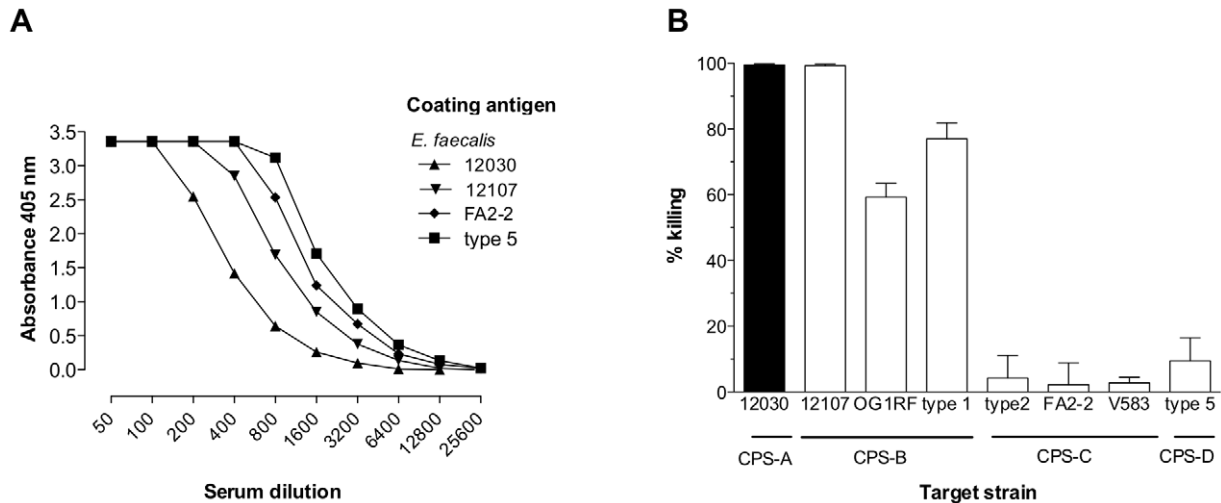 A
Coating antigen
E. faecalis
12030
12107
FA2-2
type 5
Absorbance 405 nm
3.5
3.0
2.5
2.0
1.5
1.0
0.5
0.0
50
100
200
400
800
1600
3200
6400
12800
25600
Serum dilution
B
% killing
100
80
60
40
20
10
0
12030
12107
OG1RF
type 1
type2
FA2-2
V583
type 5
CPS-A
CPS-B
CPS-C
CPS-D
Target strain